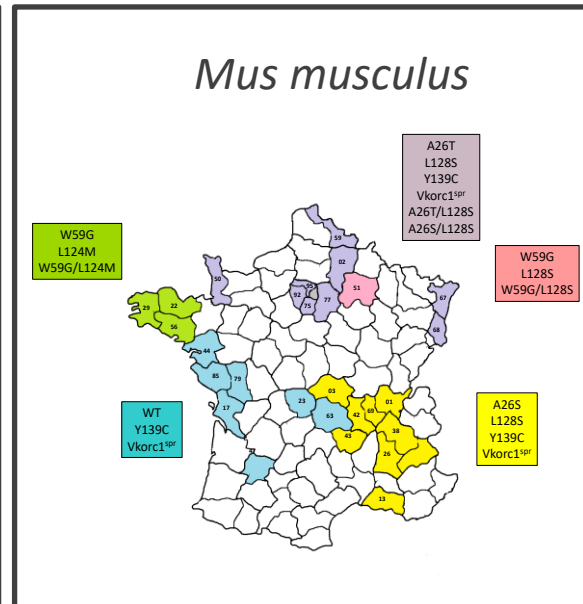 Mus musculus
A26T
L128S
Y139C
Vkorc1ˢᵖʳ
A26T/L128S
A26S/L128S
W59G
L124M
W59G/L124M
W59G
L128S
W59G/L128S
WT
Y139C
Vkorc1ˢᵖʳ
A26S
L128S
Y139C
Vkorc1ˢᵖʳ
59
02
50
95
92
75
77
51
67
68
29
22
56
44
85
79
17
23
63
03
01
42
69
38
43
26
13